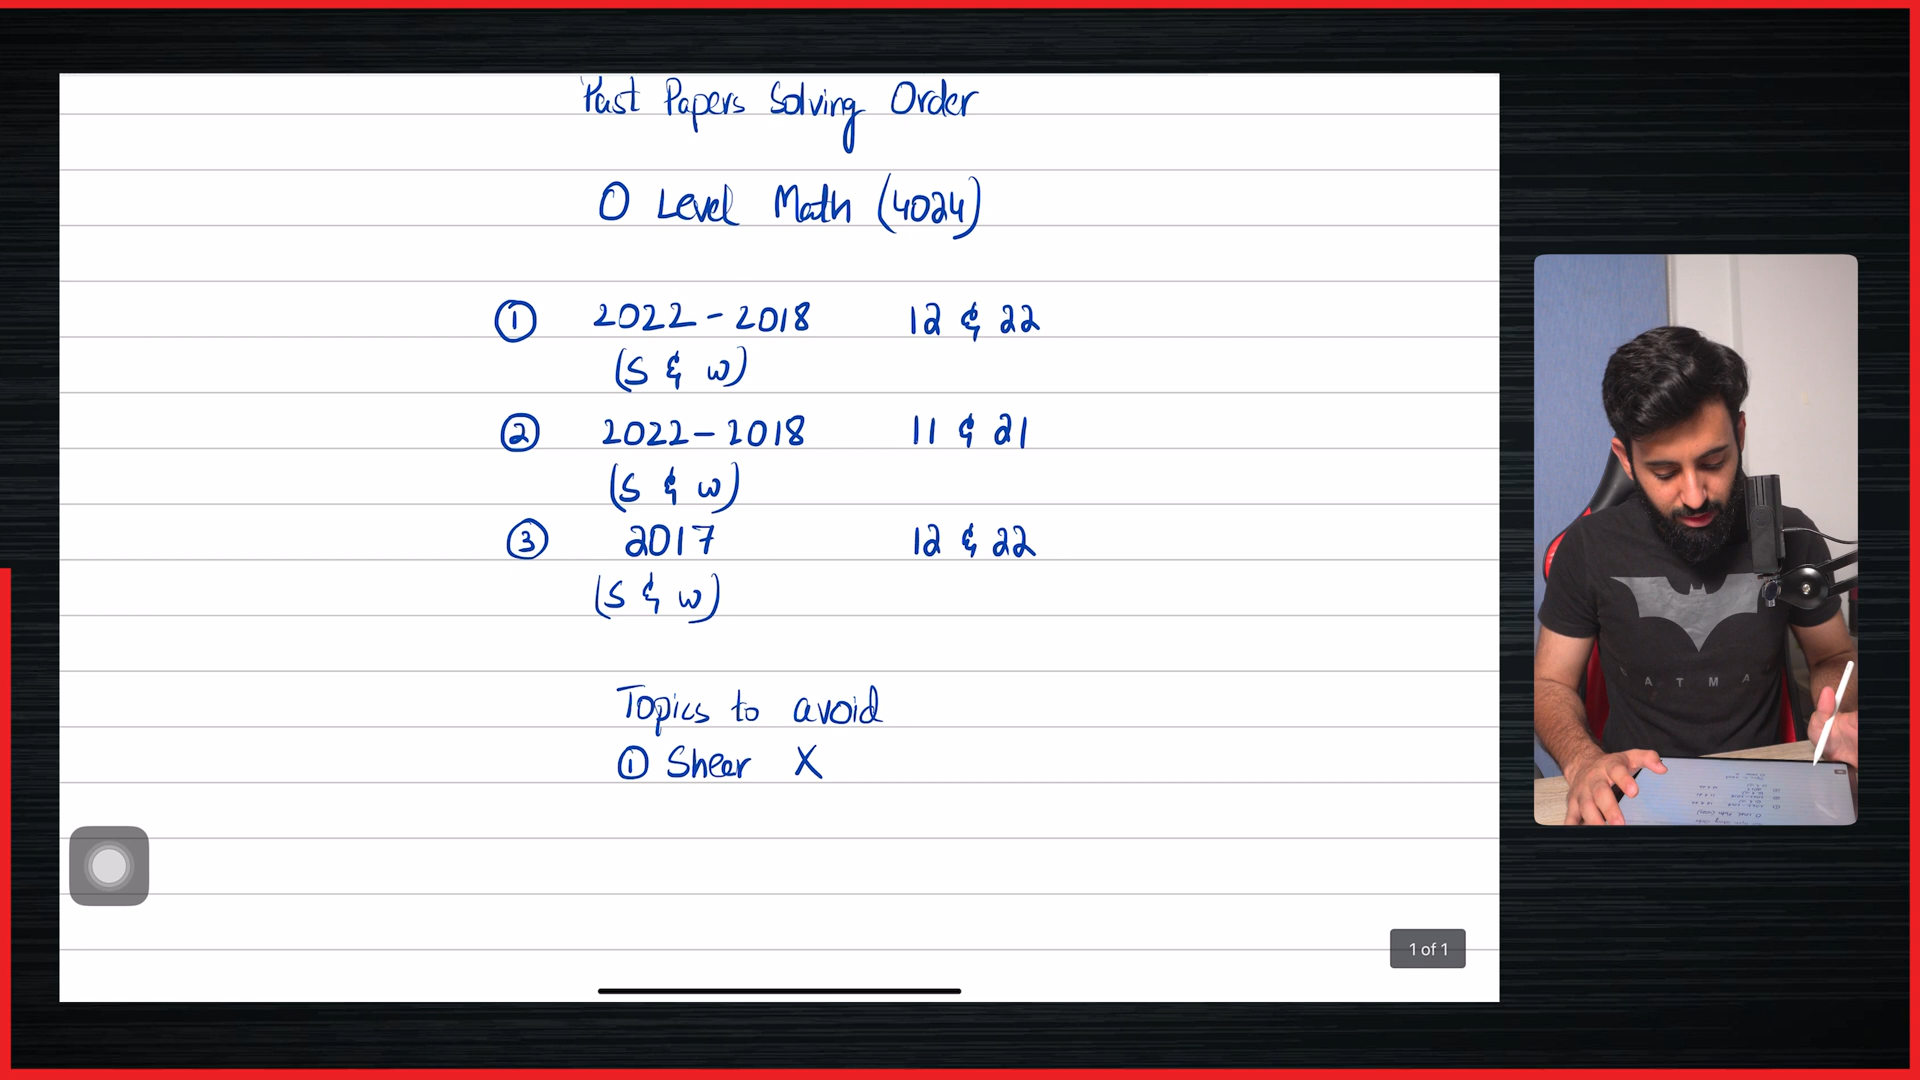 Past Papers Solving Order
O Level Math (4024)
① 2022-2018 12 & 22
(S & W)
② 2022-2018 11 & 21
(S & W)
③ 2017 12 & 22
(S & W)
Topics to avoid
① Shear X
1 of 1
ATMA